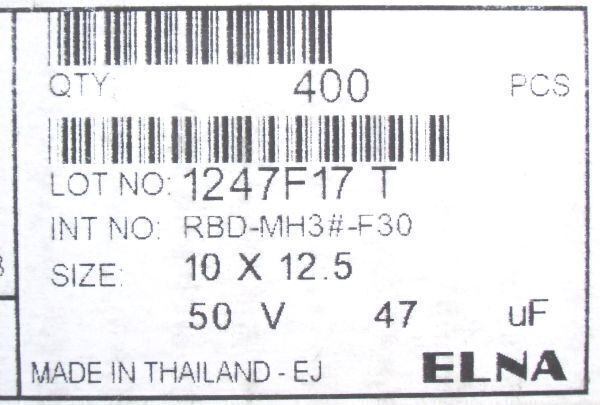 QTY: 400 PCS
LOT NO: 1247F17 T
INT NO: RBD-MH3#-F30
SIZE: 10 X 12.5
50 V 47 uF
MADE IN THAILAND - EJ ELNA